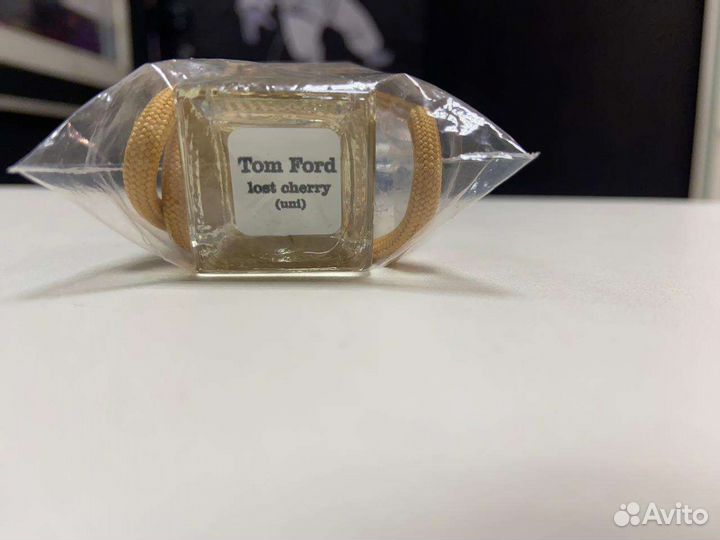 Tom Ford
lost cherry
(uni)
Avito